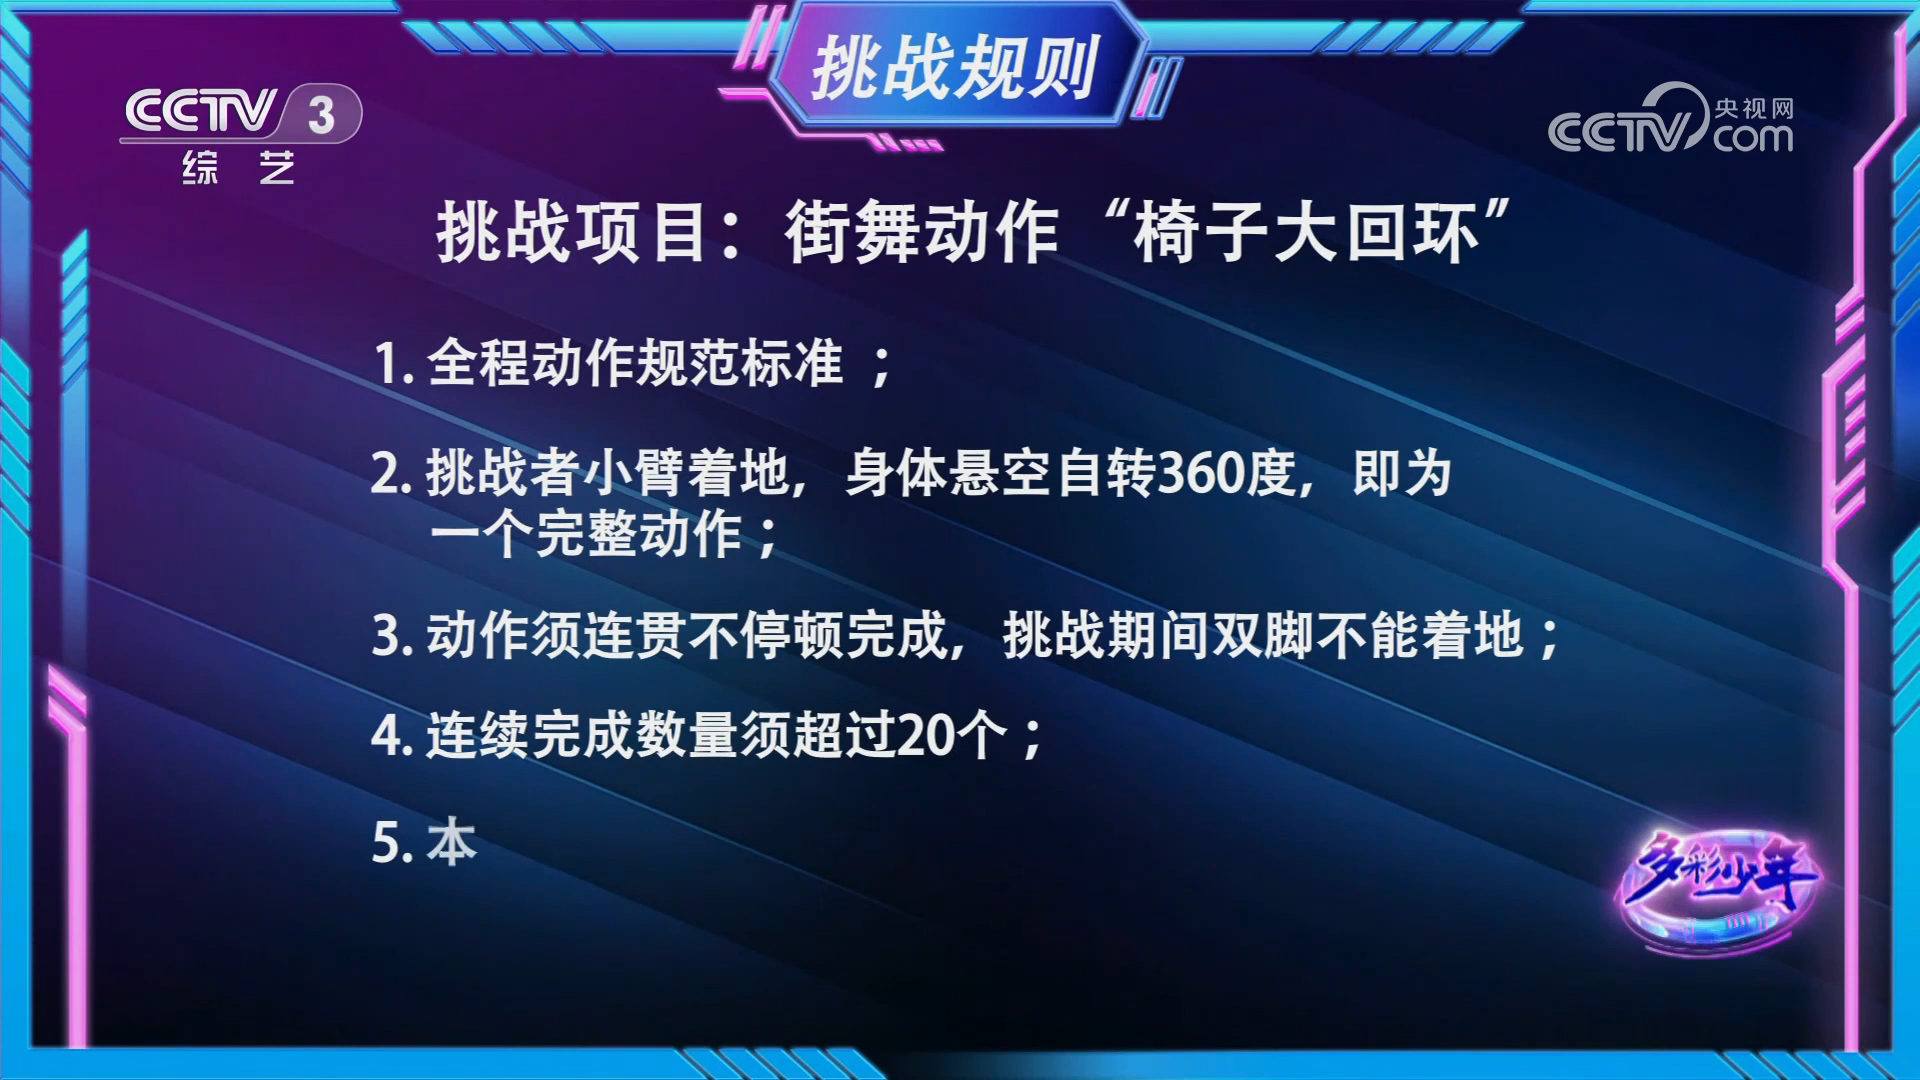 挑战规则
CCTV 3
综艺
央视网
CCTV com
挑战项目：街舞动作“椅子大回环”
1. 全程动作规范标准；
2. 挑战者小臂着地，身体悬空自转360度，即为
一个完整动作；
3. 动作须连贯不停顿完成，挑战期间双脚不能着地；
4. 连续完成数量须超过20个；
5. 本
多彩少年